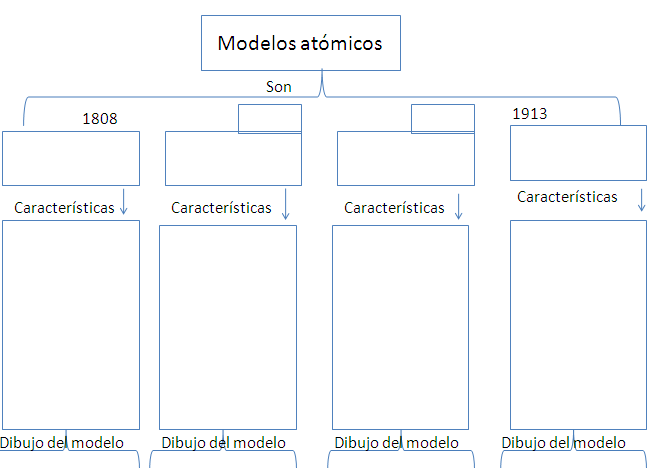 Modelos atómicos
Son
1808
1913
Características
Características
Características
Características
Dibujo del modelo
Dibujo del modelo
Dibujo del modelo
Dibujo del modelo